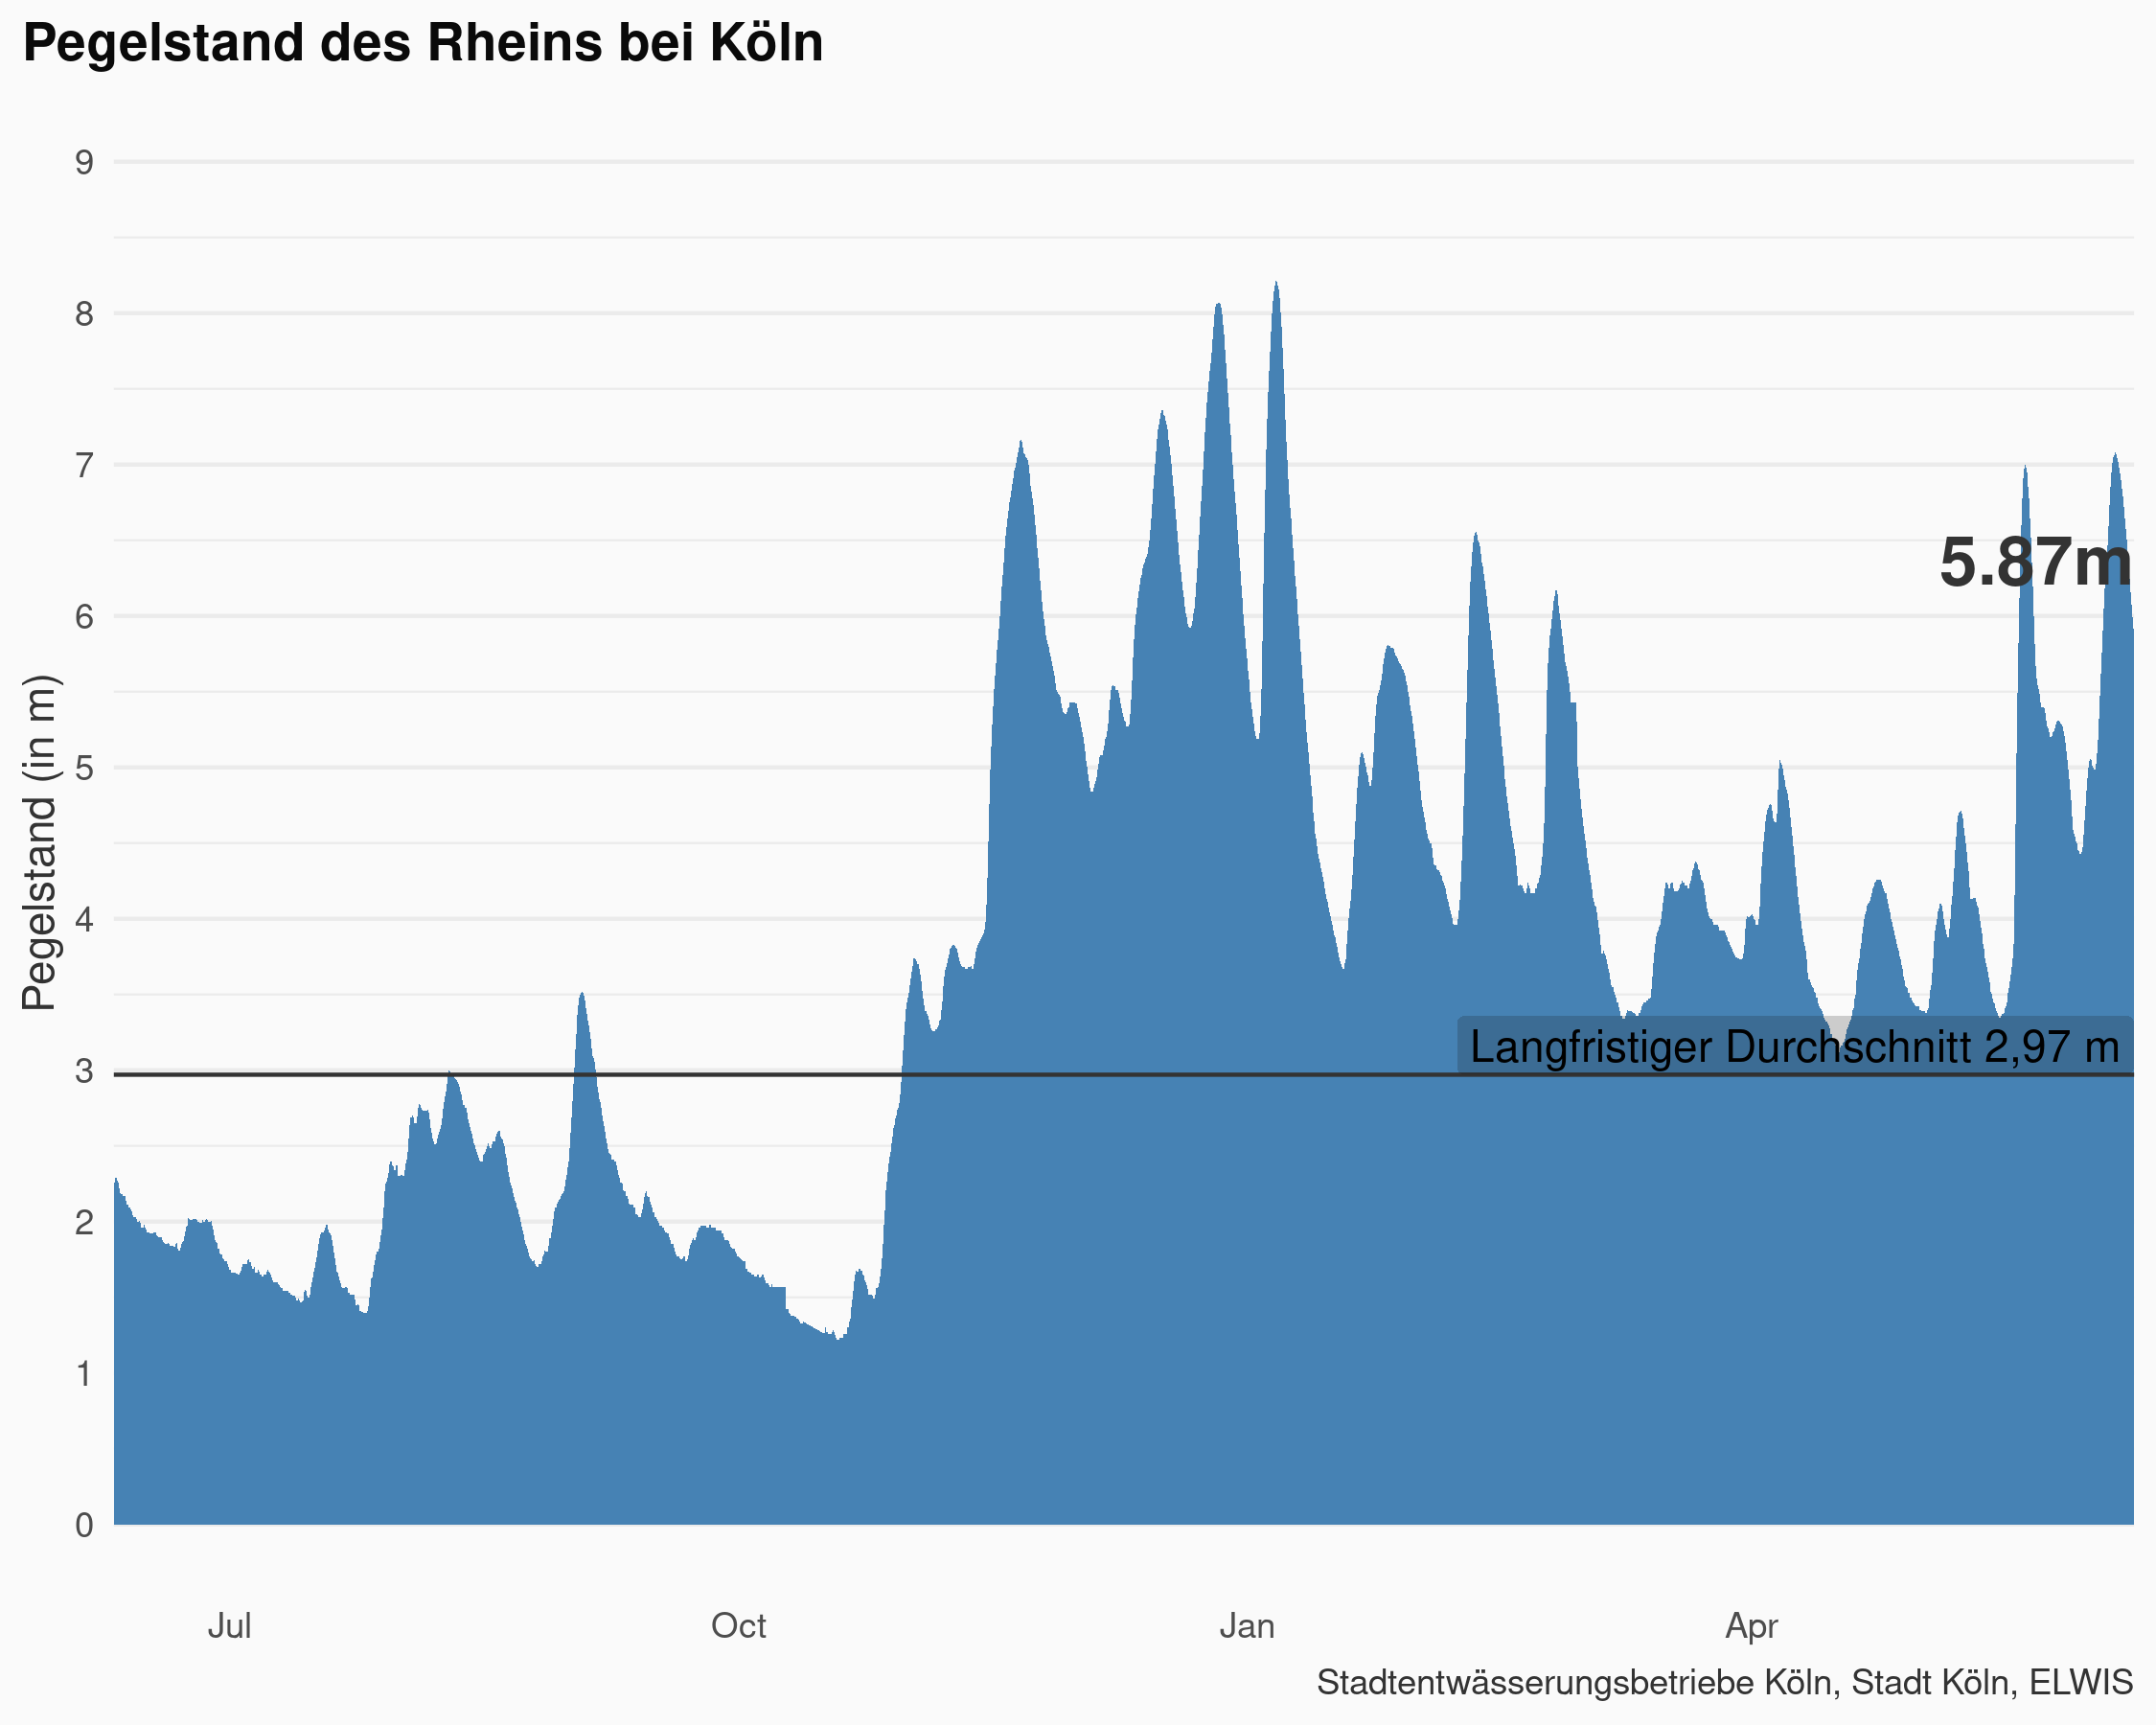 Pegelstand des Rheins bei Köln
Pegelstand (in m)
9
8
7
6
5
4
3
2
1
0
5.87m
Langfristiger Durchschnitt 2,97 m
Jul Oct Jan Apr
Stadtentwässerungsbetriebe Köln, Stadt Köln, ELWIS